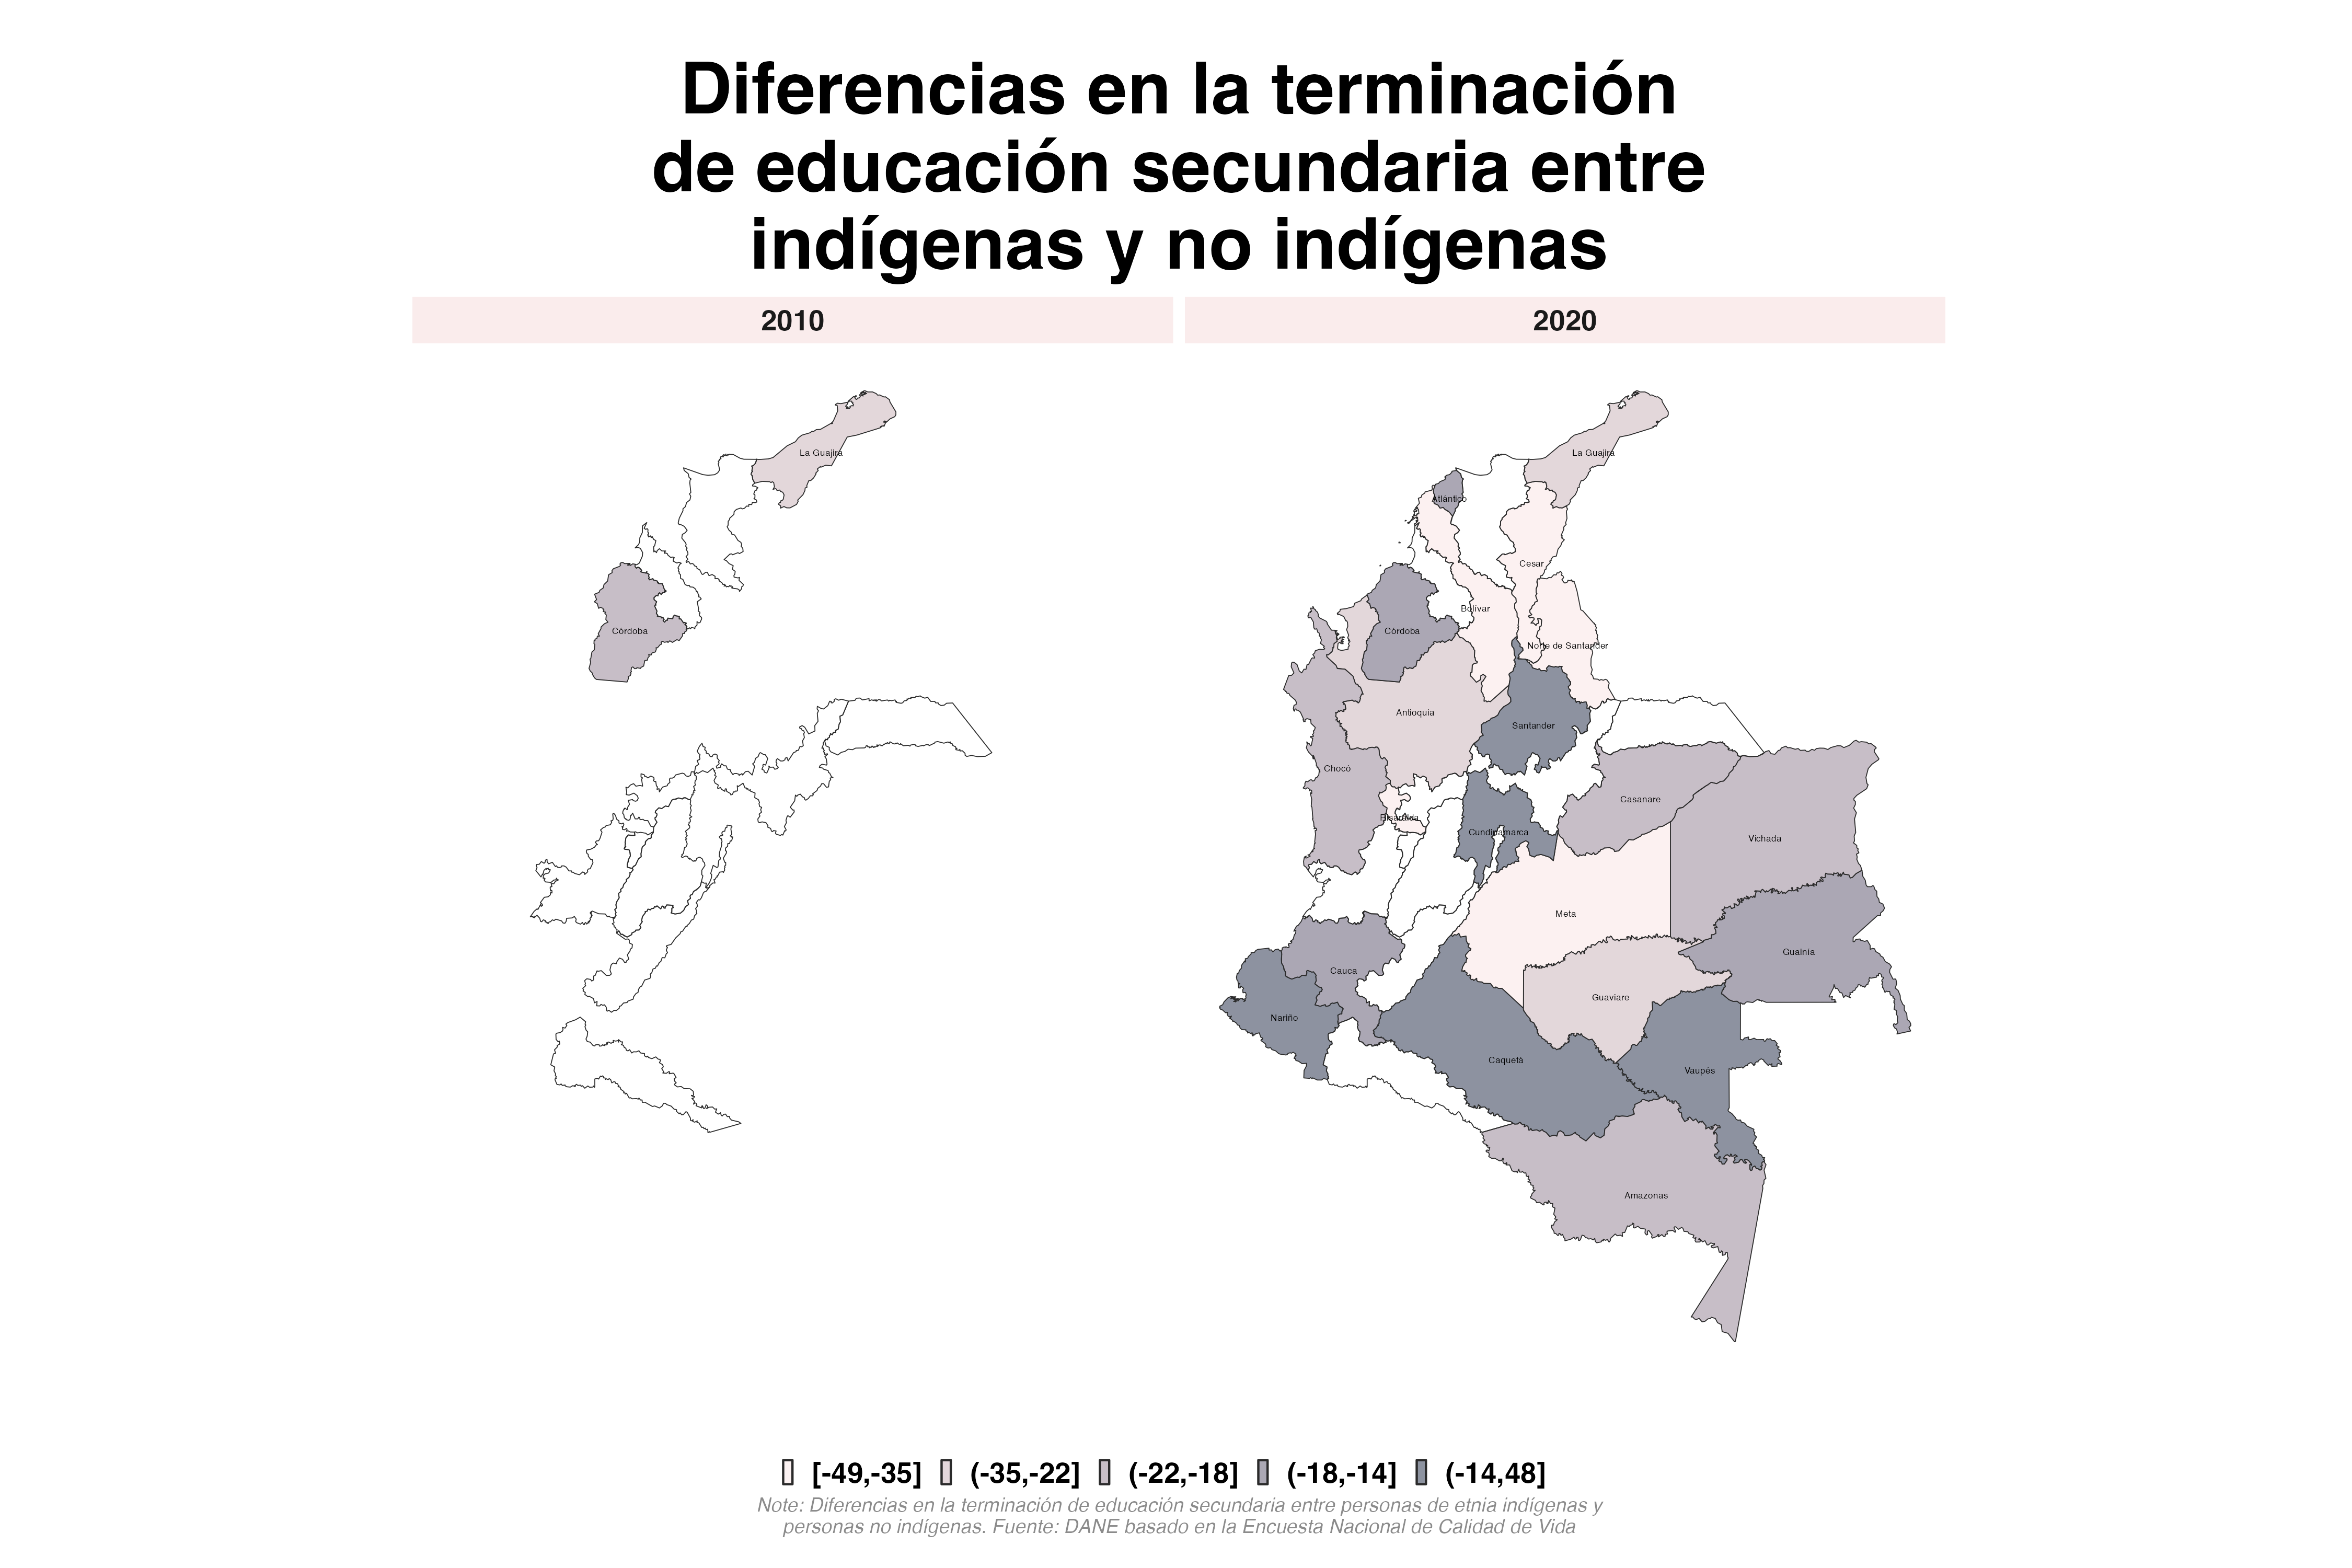 Diferencias en la terminación
de educación secundaria entre
indígenas y no indígenas
2010
2020
La Guajira
Córdoba
La Guajira
Atlántico
Cesar
Bolívar
Córdoba
Norte de Santander
Antioquia
Santander
Chocó
Casanare
Risaralda
Cundinamarca
Vichada
Meta
Guainía
Cauca
Guaviare
Nariño
Caquetá
Vaupés
Amazonas
[-49,-35] (-35,-22] (-22,-18] (-18,-14] (-14,48]
Note: Diferencias en la terminación de educación secundaria entre personas de etnia indígenas y
personas no indígenas. Fuente: DANE basado en la Encuesta Nacional de Calidad de Vida